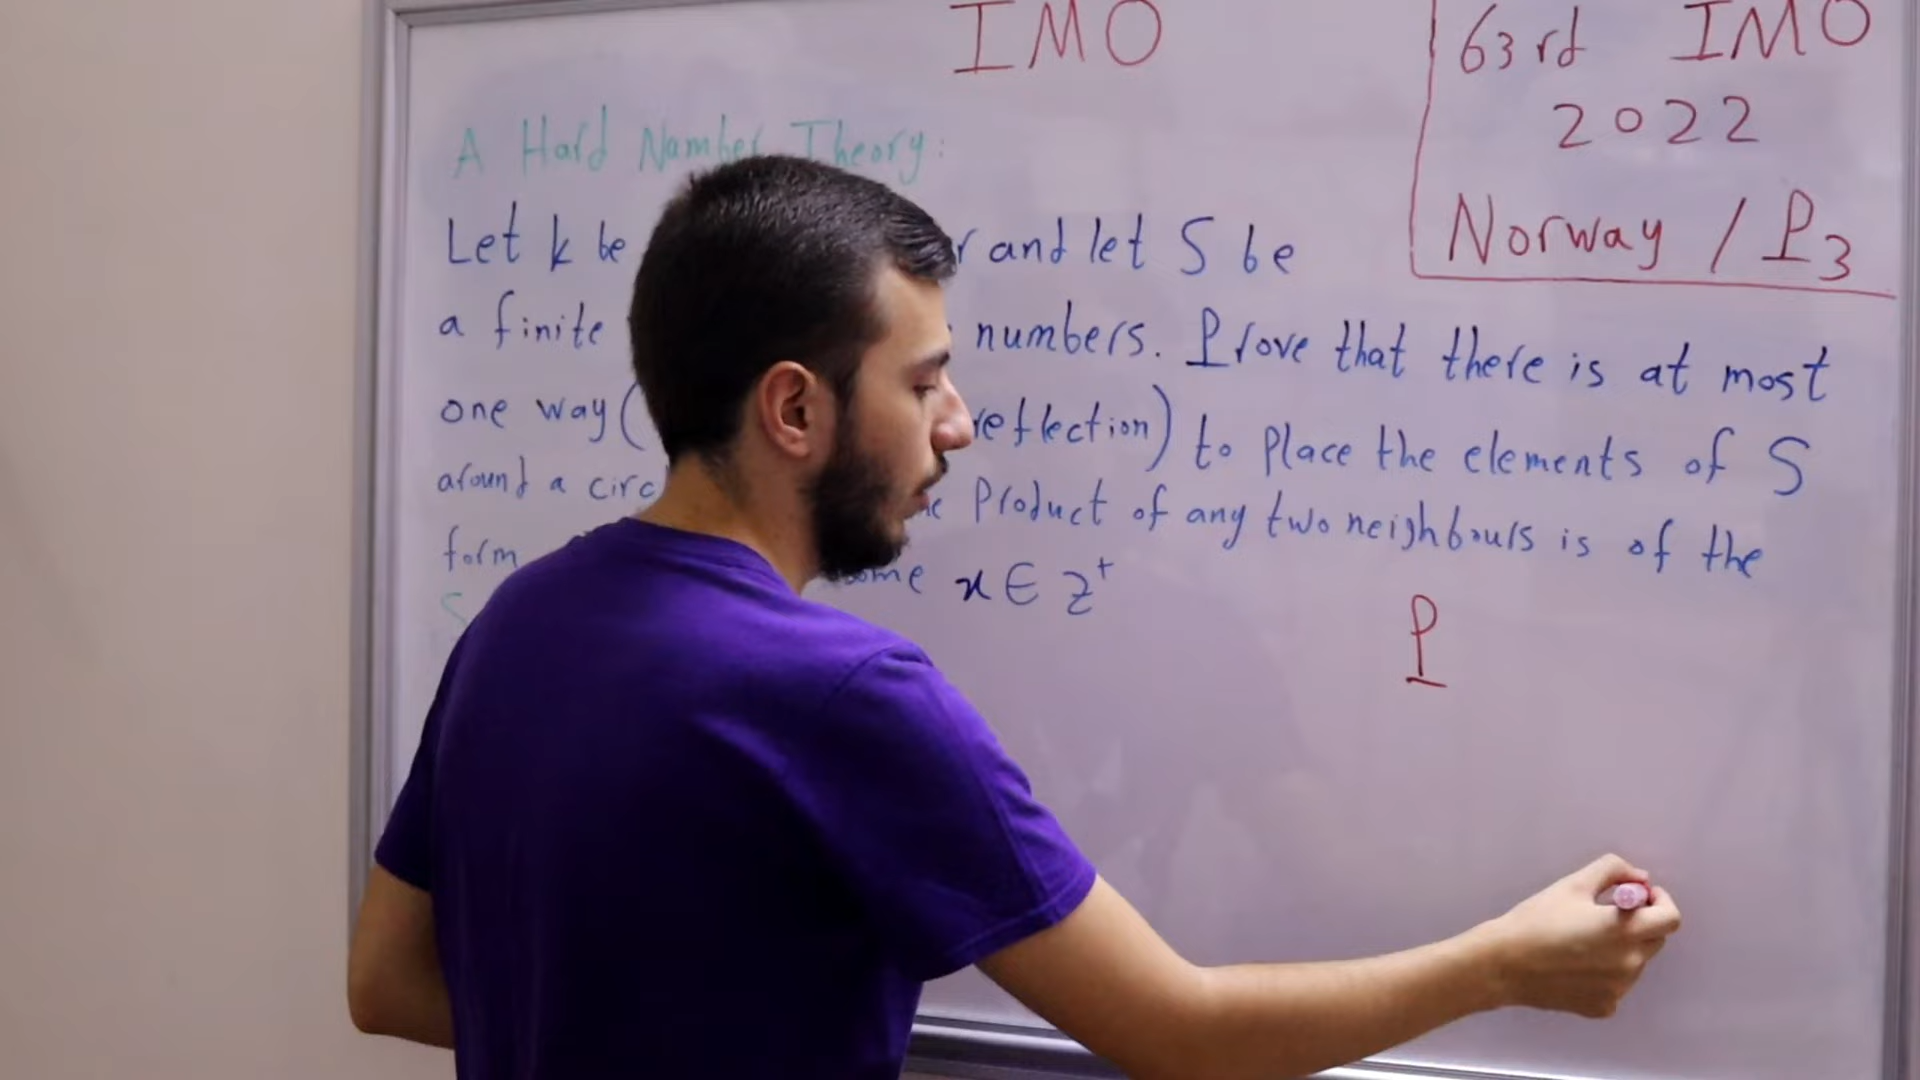 IMO
63rd IMO
2022
Norway / P3
A Hard Number Theory:
Let k be and let S be
a finite numbers. Prove that there is at most
one way ( reflection) to place the elements of S
around a circ Product of any two neighbours is of the
form x ∈ Z⁺
P